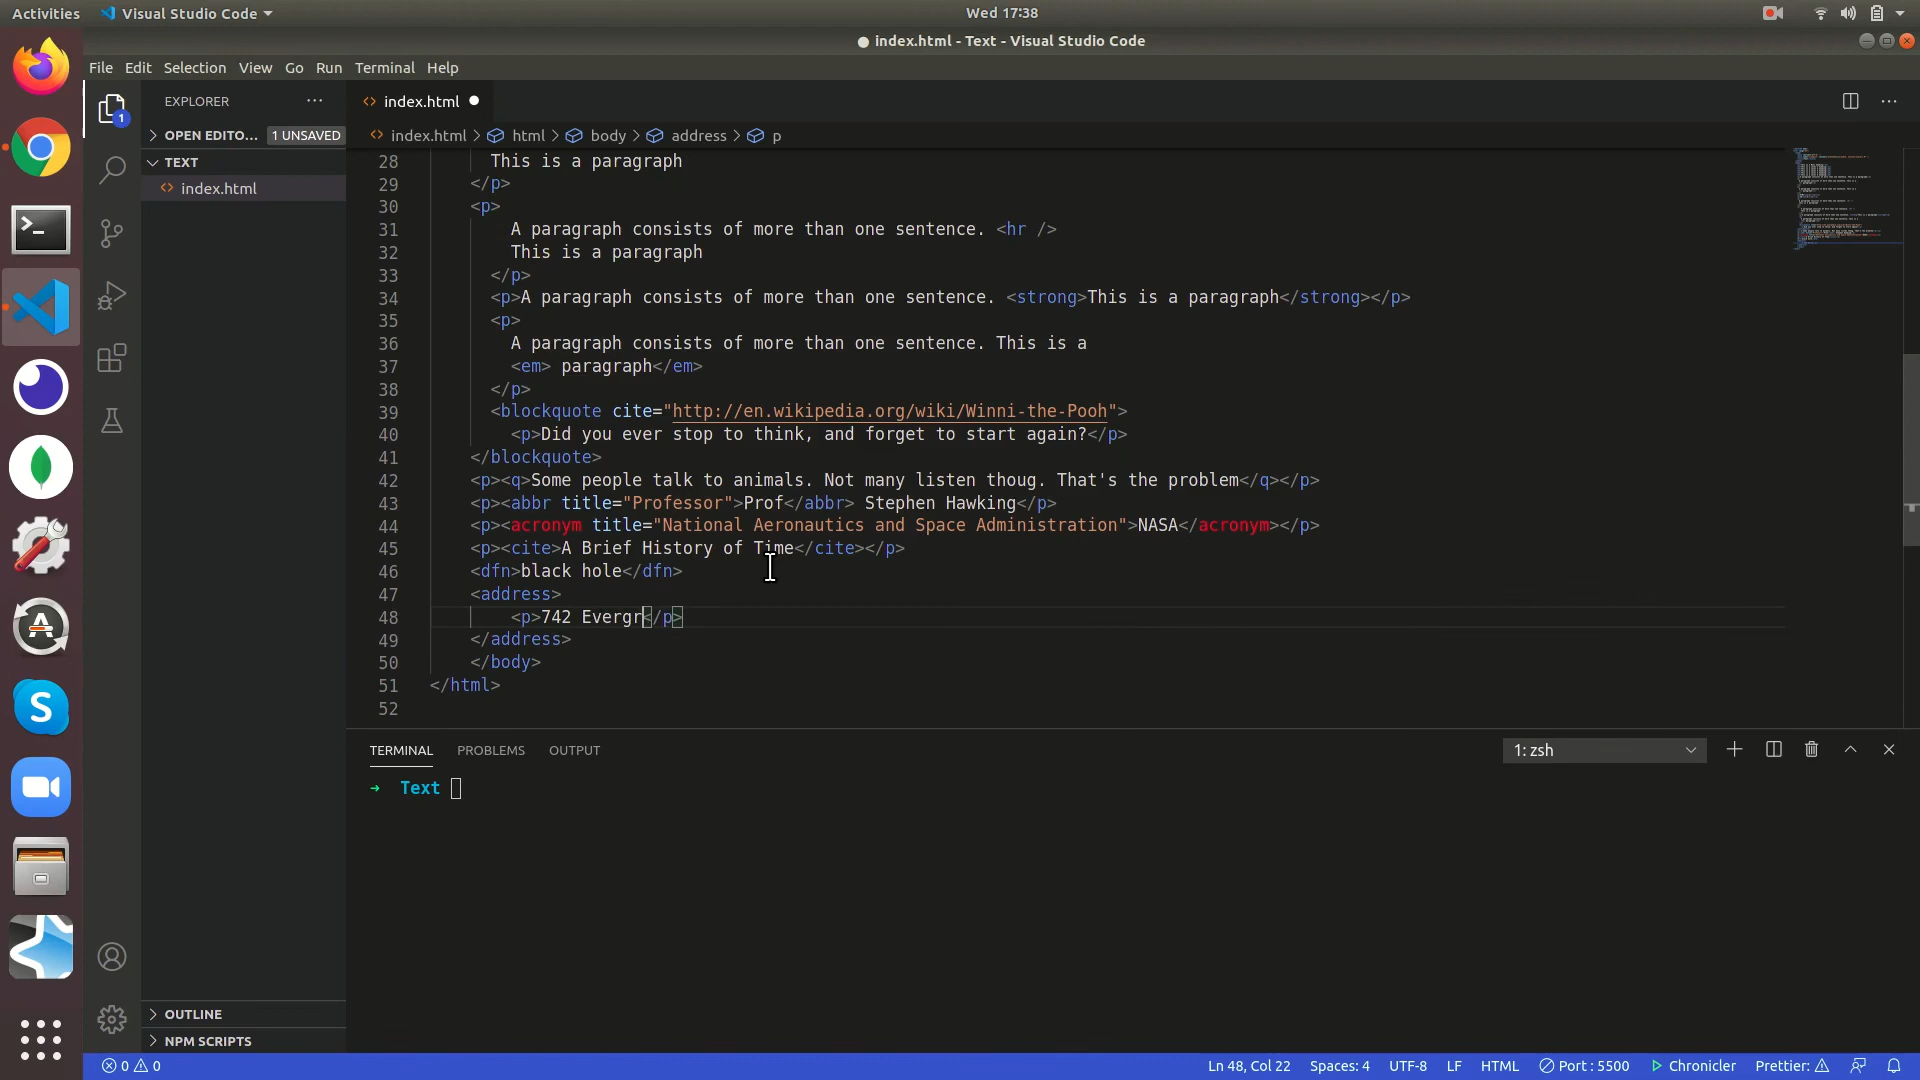 Activities Visual Studio Code Wed 17:38
index.html - Text - Visual Studio Code
File Edit Selection View Go Run Terminal Help
EXPLORER ··· index.html
OPEN EDITO... 1 UNSAVED index.html > html > body > address > p
TEXT
index.html
28 This is a paragraph
29 </p>
30 <p>
31 A paragraph consists of more than one sentence. <hr />
32 This is a paragraph
33 </p>
34 <p>A paragraph consists of more than one sentence. <strong>This is a paragraph</strong></p>
35 <p>
36 A paragraph consists of more than one sentence. This is a
37 <em> paragraph</em>
38 </p>
39 <blockquote cite="http://en.wikipedia.org/wiki/Winni-the-Pooh">
40 <p>Did you ever stop to think, and forget to start again?</p>
41 </blockquote>
42 <p><q>Some people talk to animals. Not many listen thoug. That's the problem</q></p>
43 <p><abbr title="Professor">Prof</abbr> Stephen Hawking</p>
44 <p><acronym title="National Aeronautics and Space Administration">NASA</acronym></p>
45 <p><cite>A Brief History of Time</cite></p>
46 <dfn>black hole</dfn>
47 <address>
48 <p>742 Evergr</p>
49 </address>
50 </body>
51 </html>
52
TERMINAL PROBLEMS OUTPUT 1: zsh
→ Text
OUTLINE
NPM SCRIPTS
0 0 Ln 48, Col 22 Spaces: 4 UTF-8 LF HTML Port : 5500 Chronicler Prettier: